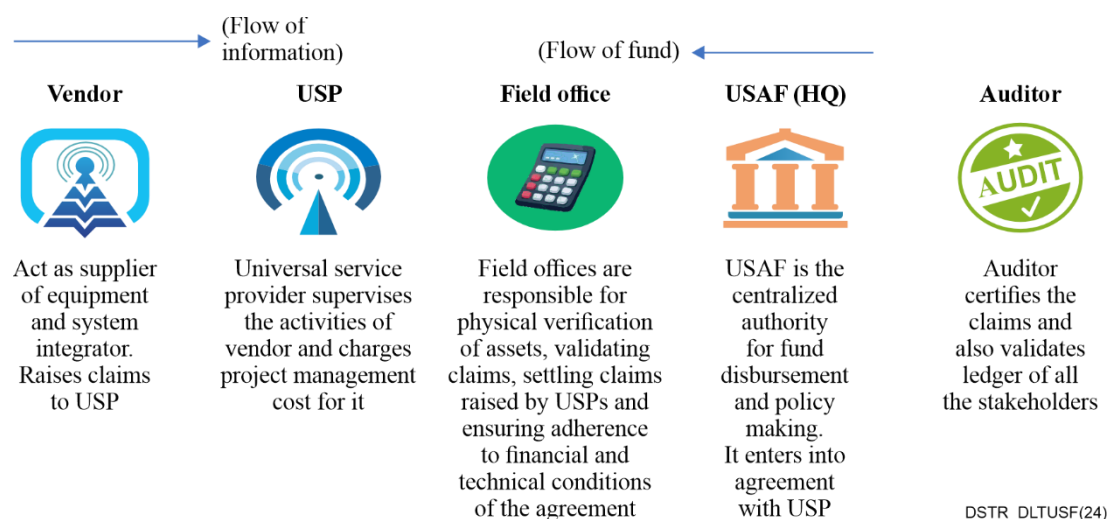 (Flow of
information)
(Flow of fund)
Vendor
USP
Field office
USAF (HQ)
Auditor
AUDIT
Act as supplier
of equipment
and system
integrator.
Raises claims
to USP
Universal service
provider supervises
the activities of
vendor and charges
project management
cost for it
Field offices are
responsible for
physical verification
of assets, validating
claims, settling claims
raised by USPs and
ensuring adherence
to financial and
technical conditions
of the agreement
USAF is the
centralized
authority
for fund
disbursement
and policy
making.
It enters into
agreement
with USP
Auditor
certifies the
claims and
also validates
ledger of all
the stakeholders
DSTR_DLTUSF(24)